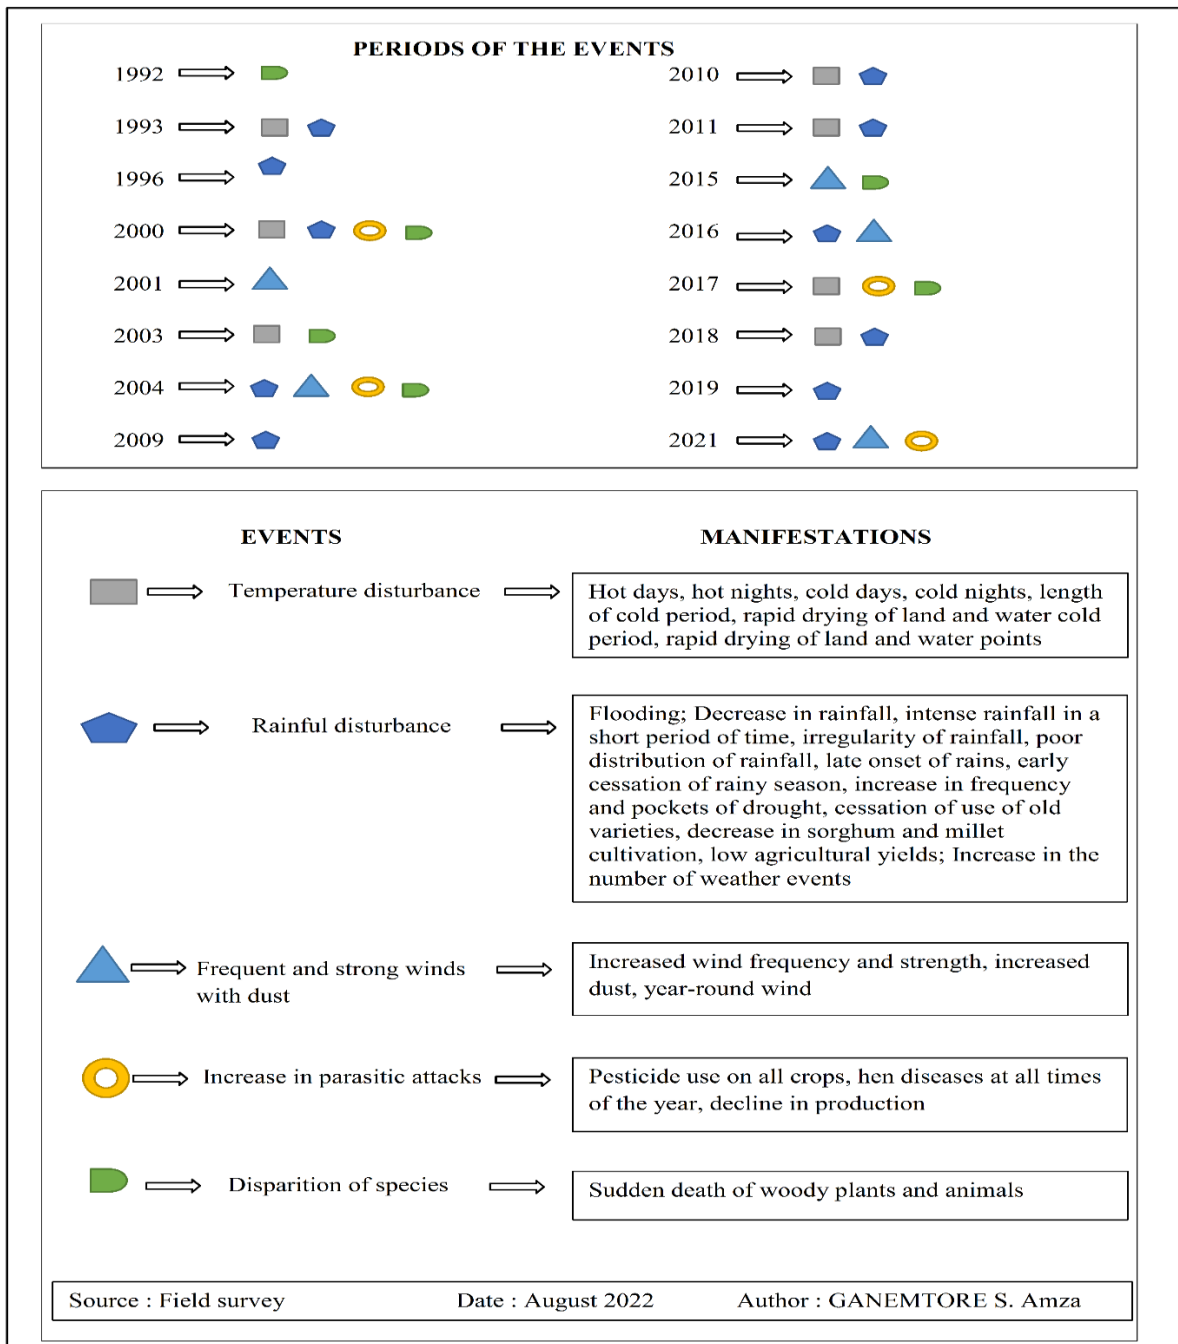 PERIODS OF THE EVENTS
1992
1993
1996
2000
2001
2003
2004
2009
2010
2011
2015
2016
2017
2018
2019
2021
EVENTS
MANIFESTATIONS
Temperature disturbance
Hot days, hot nights, cold days, cold nights, length
of cold period, rapid drying of land and water cold
period, rapid drying of land and water points
Rainful disturbance
Flooding; Decrease in rainfall, intense rainfall in a
short period of time, irregularity of rainfall, poor
distribution of rainfall, late onset of rains, early
cessation of rainy season, increase in frequency
and pockets of drought, cessation of use of old
varieties, decrease in sorghum and millet
cultivation, low agricultural yields; Increase in the
number of weather events
Frequent and strong winds
with dust
Increased wind frequency and strength, increased
dust, year-round wind
Increase in parasitic attacks
Pesticide use on all crops, hen diseases at all times
of the year, decline in production
Disparition of species
Sudden death of woody plants and animals
Source : Field survey
Date : August 2022
Author : GANEMTORE S. Amza